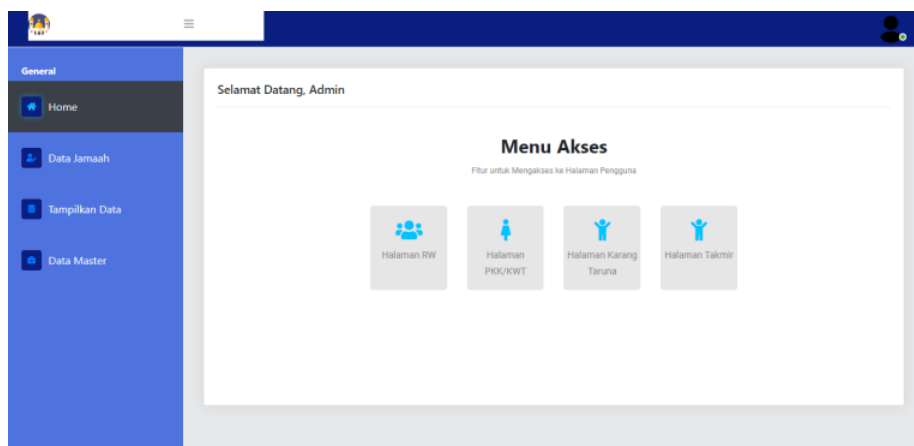 General
Home
Data Jamaah
Tampilkan Data
Data Master
Selamat Datang, Admin
Menu Akses
Fitur untuk Mengakses ke Halaman Pengguna
Halaman RW
Halaman
PKK/KWT
Halaman Karang
Taruna
Halaman Takmir